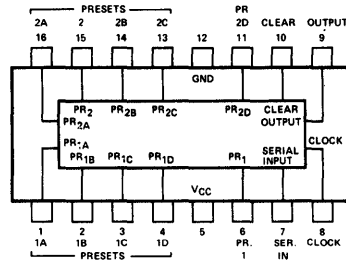 PRESETS PR
2A 2 2B 2C 2D CLEAR OUTPUT
16 15 14 13 12 11 10 9
GND
PR2 PR2B PR2C PR2D CLEAR
PR2A OUTPUT
PR1A SERIAL CLOCK
PR1B PR1C PR1D PR1 INPUT
VCC
1 2 3 4 5 6 7 8
1A 1B 1C 1D PR. SER. CLOCK
PRESETS 1 IN